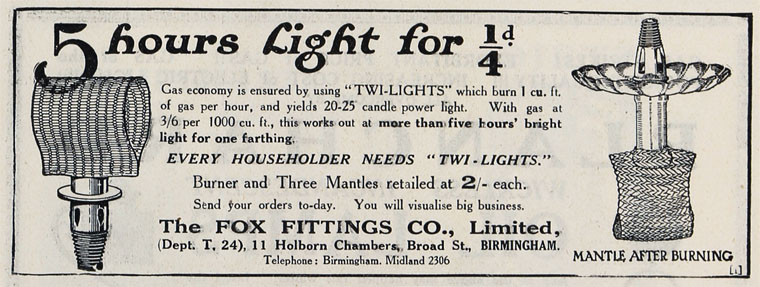 5 hours Light for 1/4d.
Gas economy is ensured by using "TWI-LIGHTS" which burn 1 cu. ft.
of gas per hour, and yields 20-25 candle power light. With gas at
3/6 per 1000 cu. ft., this works out at more than five hours' bright
light for one farthing.
EVERY HOUSEHOLDER NEEDS "TWI-LIGHTS."
Burner and Three Mantles retailed at 2/- each.
Send your orders to-day. You will visualise big business.
The FOX FITTINGS CO., Limited,
(Dept. T, 24), 11 Holborn Chambers, Broad St., BIRMINGHAM.
Telephone: Birmingham. Midland 2306
MANTLE AFTER BURNING
[1]